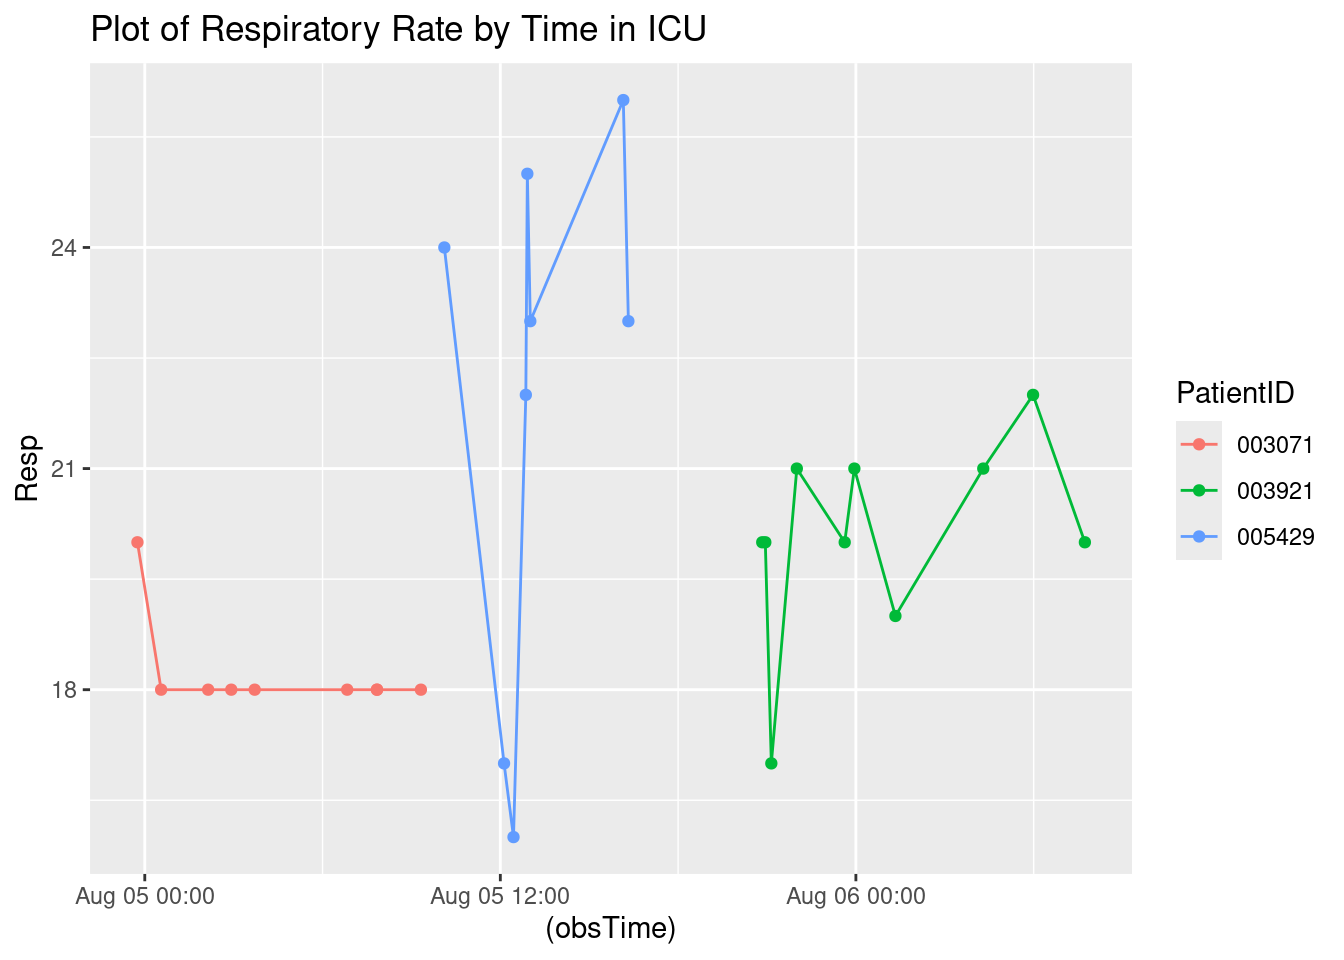 Plot of Respiratory Rate by Time in ICU
Resp
24
21
18
Aug 05 00:00
Aug 05 12:00
Aug 06 00:00
(obsTime)
PatientID
003071
003921
005429